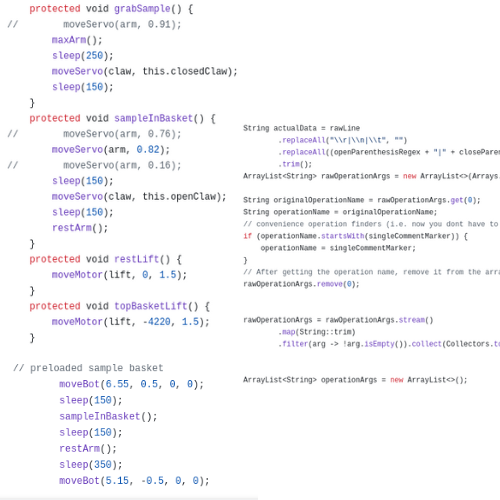 protected void grabSample() {
//        moveServo(arm, 0.91);
        maxArm();
        sleep(250);
        moveServo(claw, this.closedClaw);
        sleep(150);
    }
    protected void sampleInBasket() {
//        moveServo(arm, 0.76);
        moveServo(arm, 0.82);
//        moveServo(arm, 0.16);
        sleep(150);
        moveServo(claw, this.openClaw);
        sleep(150);
        restArm();
    }
    protected void restLift() {
        moveMotor(lift, 0, 1.5);
    }
    protected void topBasketLift() {
        moveMotor(lift, -4220, 1.5);
    }
// preloaded sample basket
        moveBot(6.55, 0.5, 0, 0);
        sleep(150);
        sampleInBasket();
        sleep(150);
        restArm();
        sleep(350);
        moveBot(5.15, -0.5, 0, 0);
String actualData = rawLine
        .replaceAll("\\r|\\n|\\t", "")
        .replaceAll((openParenthesisRegex + "|" + closeParen
        .trim();
ArrayList<String> rawOperationArgs = new ArrayList<>(Arrays.
String originalOperationName = rawOperationArgs.get(0);
String operationName = originalOperationName;
// convenience operation finders (i.e. now you dont have to
if (operationName.startsWith(singleCommentMarker)) {
    operationName = singleCommentMarker;
}
// After getting the operation name, remove it from the arra
rawOperationArgs.remove(0);
rawOperationArgs = rawOperationArgs.stream()
        .map(String::trim)
        .filter(arg -> !arg.isEmpty()).collect(Collectors.to
ArrayList<String> operationArgs = new ArrayList<>();